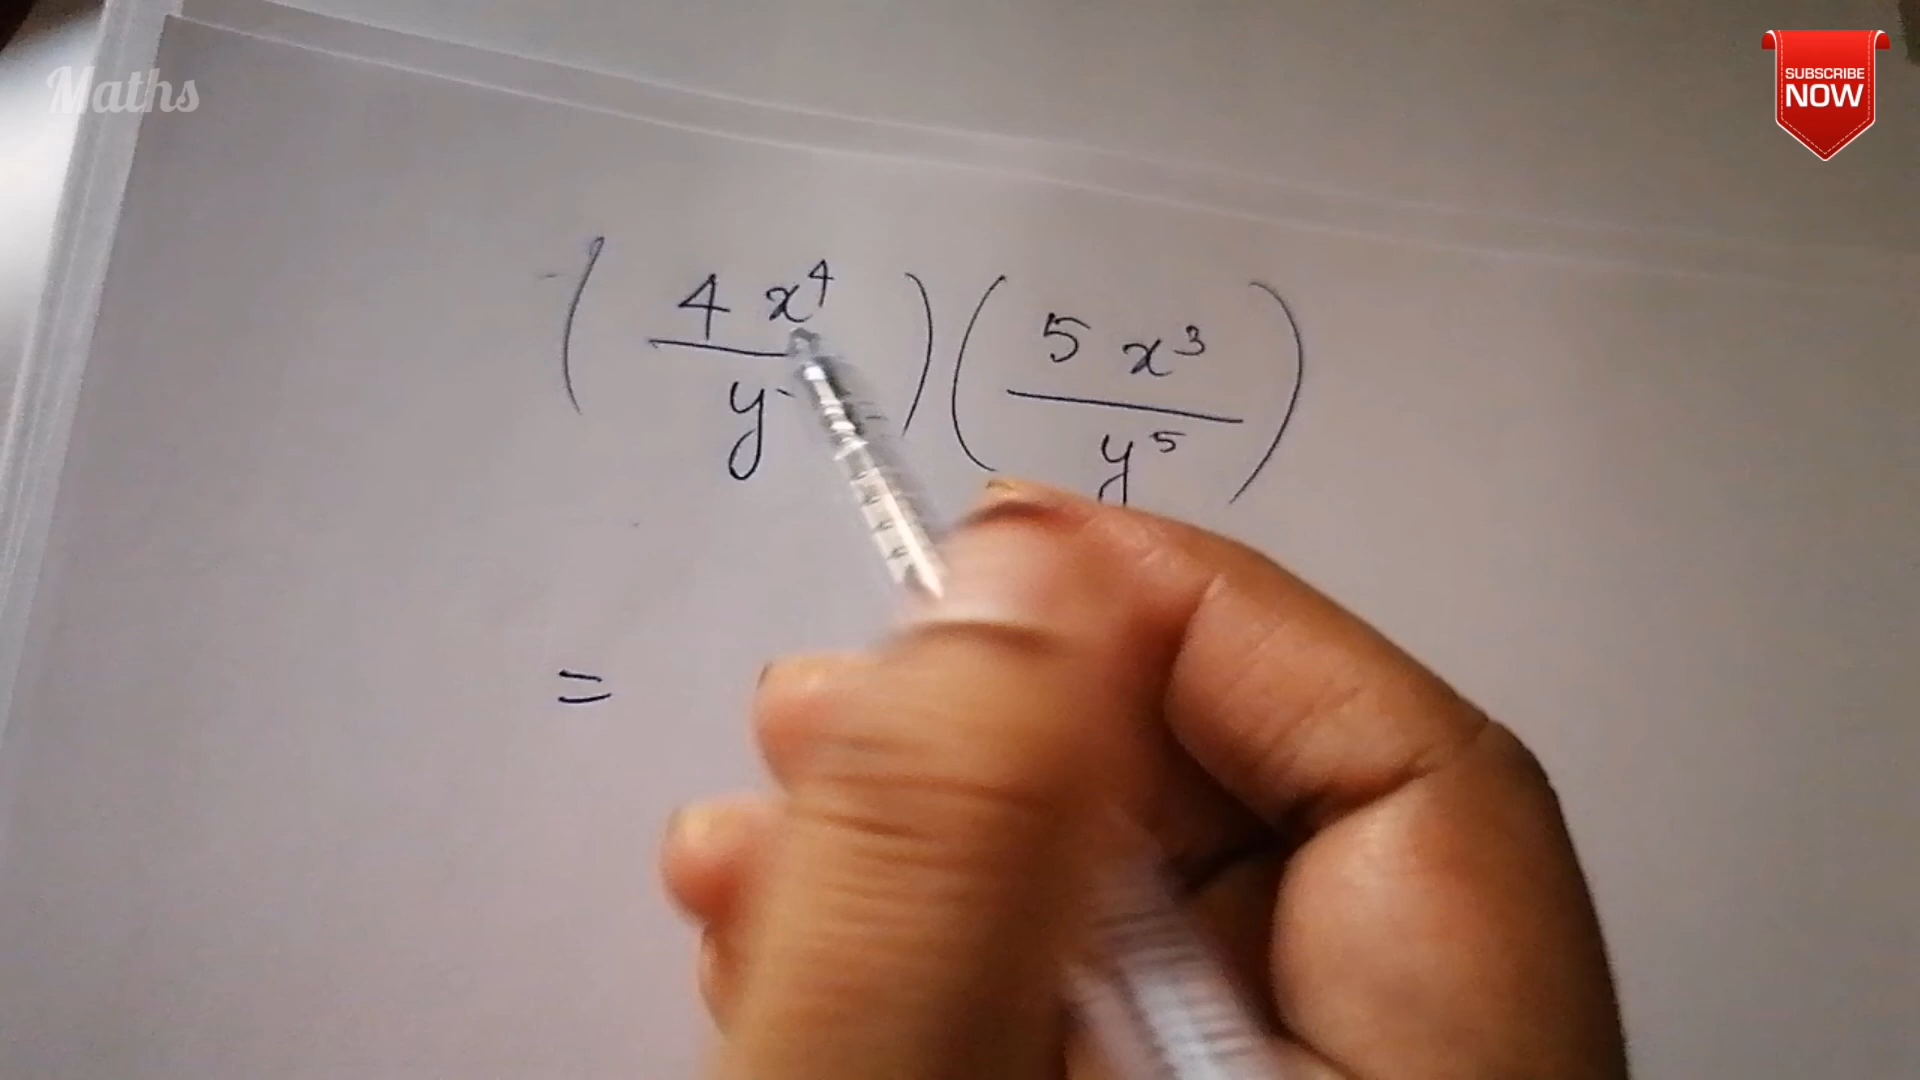 Maths
SUBSCRIBE
NOW
(4x⁴/y)(5x³/y⁵)
=